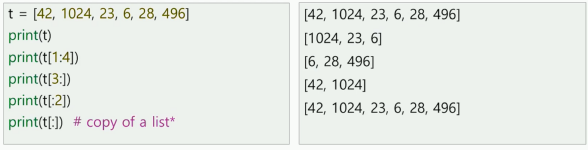 t = [42, 1024, 23, 6, 28, 496]
print(t)
print(t[1:4])
print(t[3:])
print(t[:2])
print(t[:]) # copy of a list*
[42, 1024, 23, 6, 28, 496]
[1024, 23, 6]
[6, 28, 496]
[42, 1024]
[42, 1024, 23, 6, 28, 496]